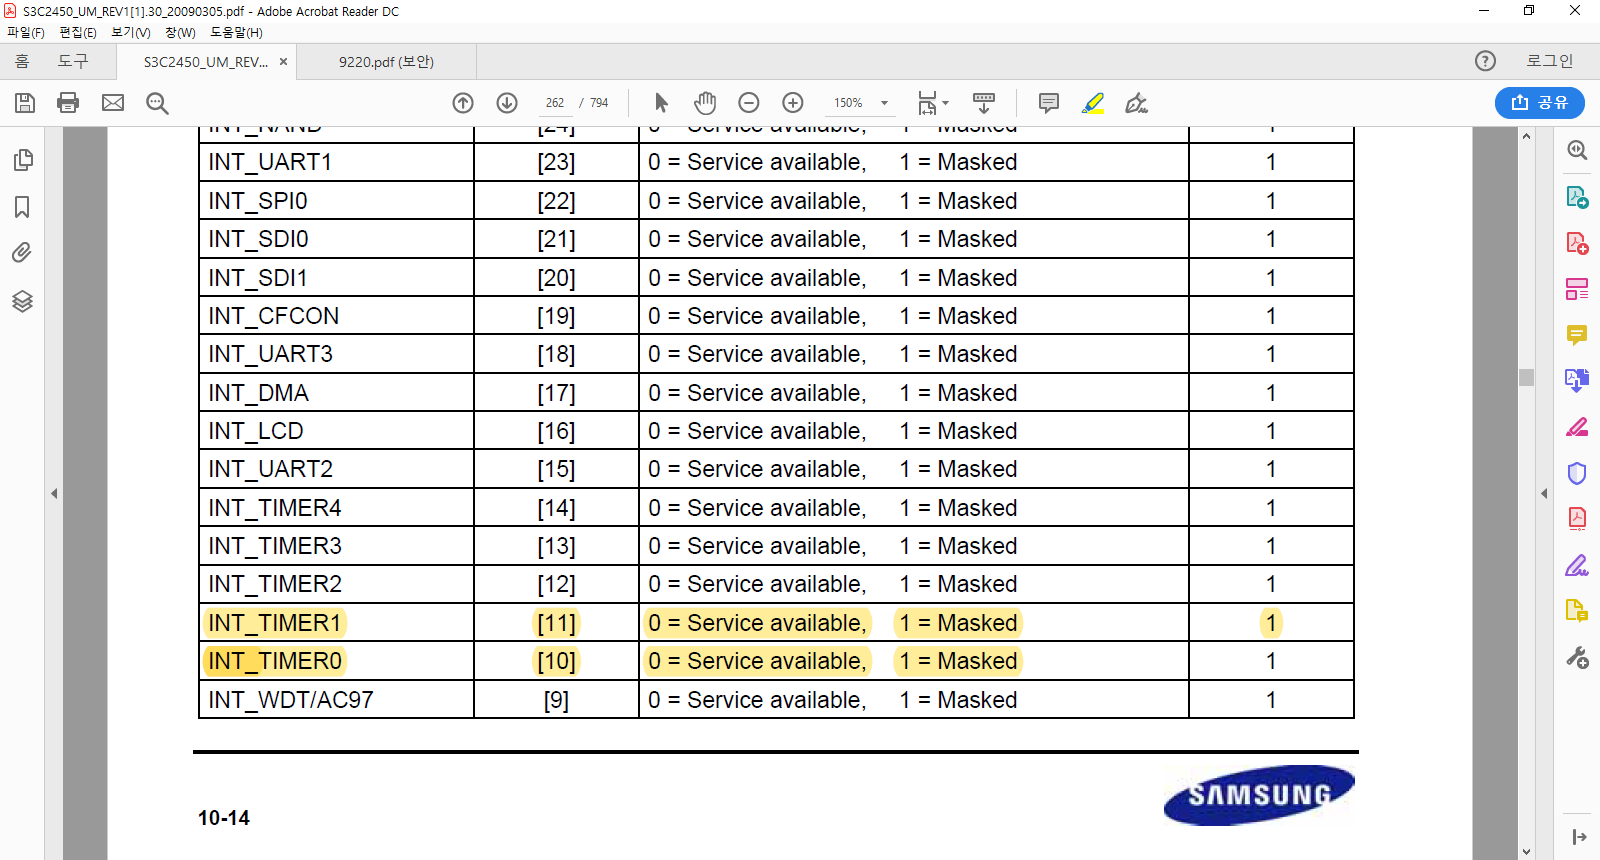 S3C2450_UM_REV1[1].30_20090305.pdf - Adobe Acrobat Reader DC
파일(F) 편집(E) 보기(V) 창(W) 도움말(H)
홈 도구 S3C2450_UM_REV... × 9220.pdf (보안) 로그인
262 / 794 150% 공유
INT_NAND [24] 0 = Service available, 1 = Masked 1
INT_UART1 [23] 0 = Service available, 1 = Masked 1
INT_SPI0 [22] 0 = Service available, 1 = Masked 1
INT_SDI0 [21] 0 = Service available, 1 = Masked 1
INT_SDI1 [20] 0 = Service available, 1 = Masked 1
INT_CFCON [19] 0 = Service available, 1 = Masked 1
INT_UART3 [18] 0 = Service available, 1 = Masked 1
INT_DMA [17] 0 = Service available, 1 = Masked 1
INT_LCD [16] 0 = Service available, 1 = Masked 1
INT_UART2 [15] 0 = Service available, 1 = Masked 1
INT_TIMER4 [14] 0 = Service available, 1 = Masked 1
INT_TIMER3 [13] 0 = Service available, 1 = Masked 1
INT_TIMER2 [12] 0 = Service available, 1 = Masked 1
INT_TIMER1 [11] 0 = Service available, 1 = Masked 1
INT_TIMER0 [10] 0 = Service available, 1 = Masked 1
INT_WDT/AC97 [9] 0 = Service available, 1 = Masked 1
SAMSUNG
10-14